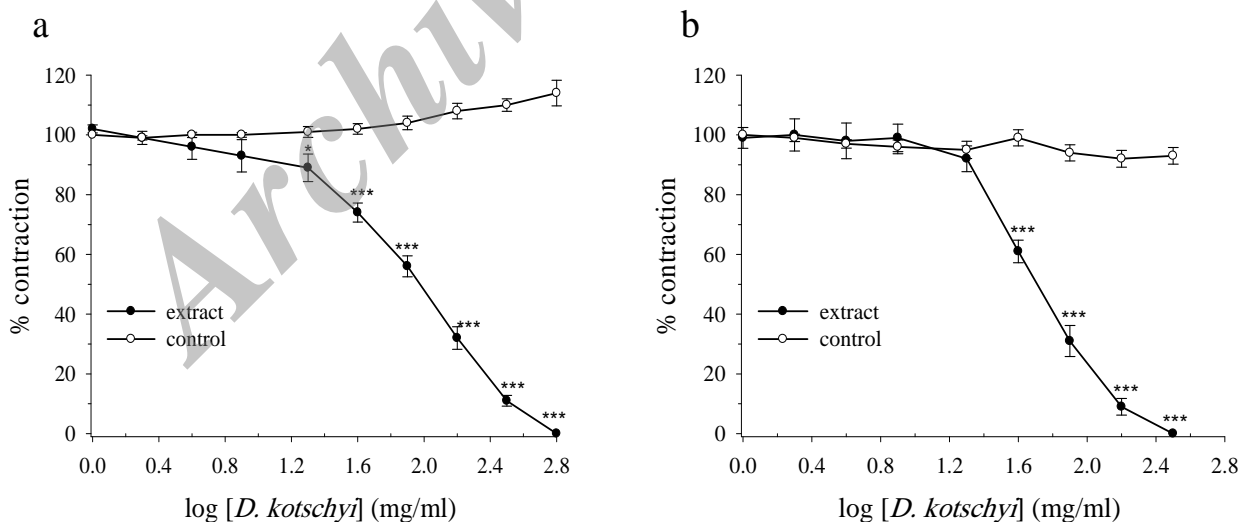 a
120
100
80
60
40
20
0
% contraction
*
***
***
***
***
***
extract
control
0.0 0.4 0.8 1.2 1.6 2.0 2.4 2.8
log [D. kotschyi] (mg/ml)
b
120
100
80
60
40
20
0
% contraction
***
***
***
***
extract
control
0.0 0.4 0.8 1.2 1.6 2.0 2.4 2.8
log [D. kotschyi] (mg/ml)
Archiv